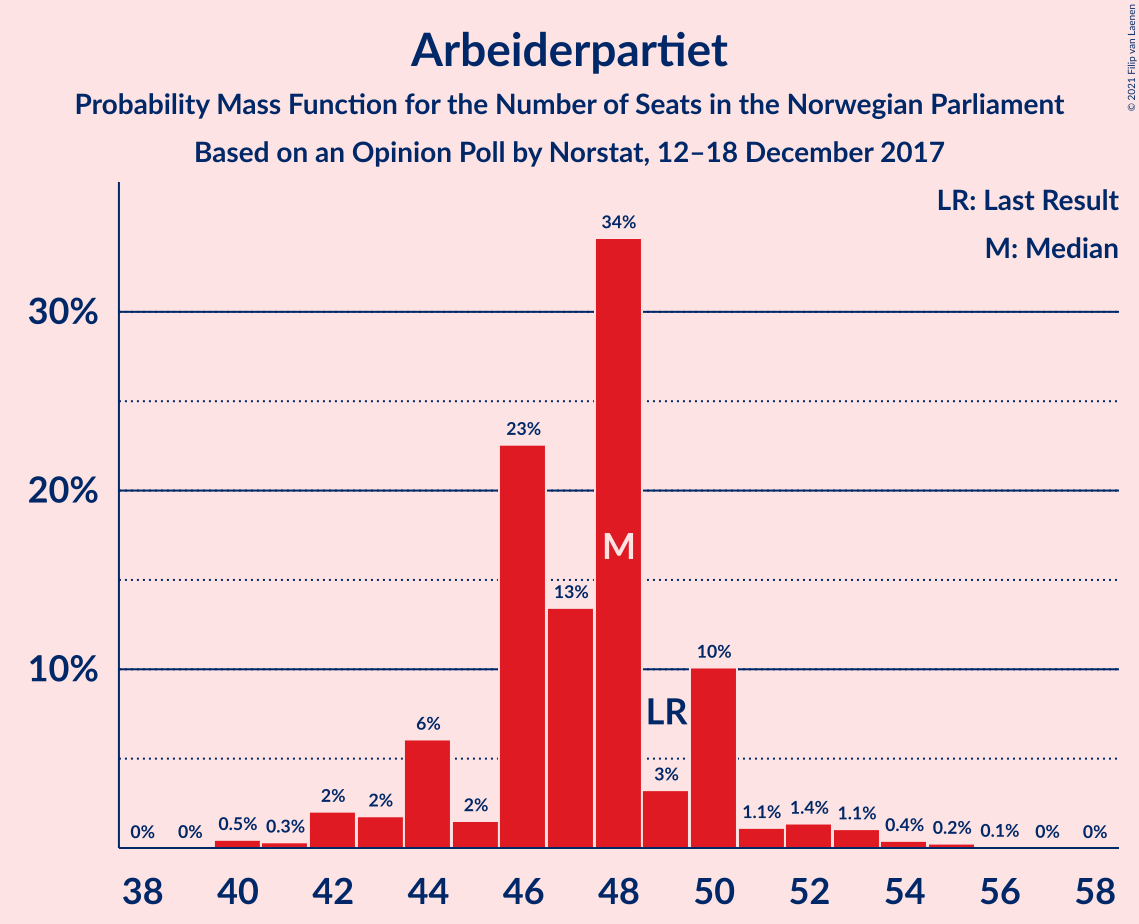 Arbeiderpartiet
Probability Mass Function for the Number of Seats in the Norwegian Parliament
Based on an Opinion Poll by Norstat, 12–18 December 2017
© 2021 Filip van Laenen
LR: Last Result
M: Median
30%
20%
10%
0% 0% 0.5% 0.3% 2% 2% 6% 2% 23% 13% 34% 3% 10% 1.1% 1.4% 1.1% 0.4% 0.2% 0.1% 0% 0%
M
LR
38 40 42 44 46 48 50 52 54 56 58